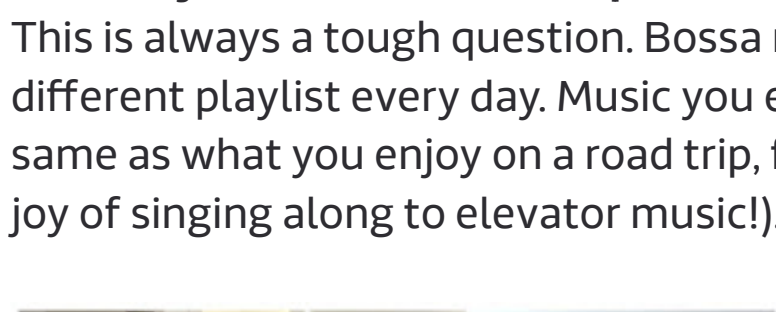 This is always a tough question. Bossa
different playlist every day. Music you
same as what you enjoy on a road trip,
joy of singing along to elevator music!).